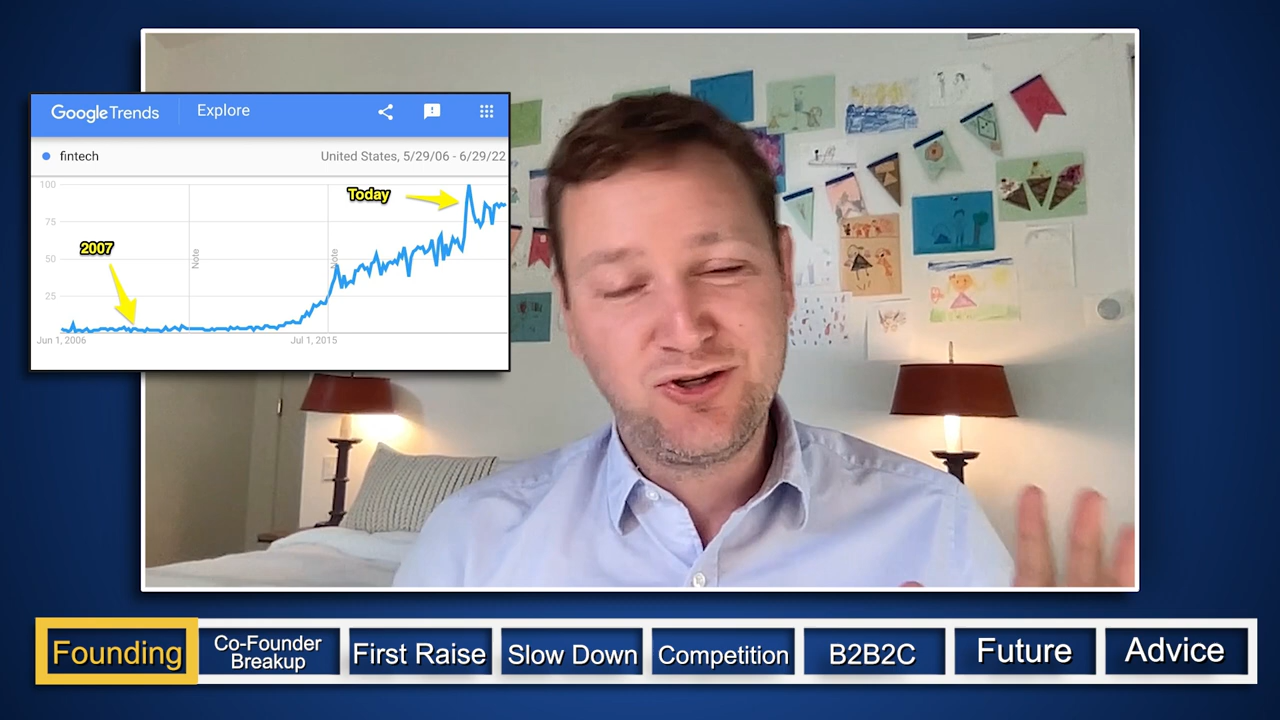 Google Trends
Explore
fintech
United States, 5/29/06 - 6/29/22
100
Today
75
2007
50
Note
Note
25
Jun 1, 2006
Jul 1, 2015
Founding
Co-Founder
Breakup
First Raise
Slow Down
Competition
B2B2C
Future
Advice